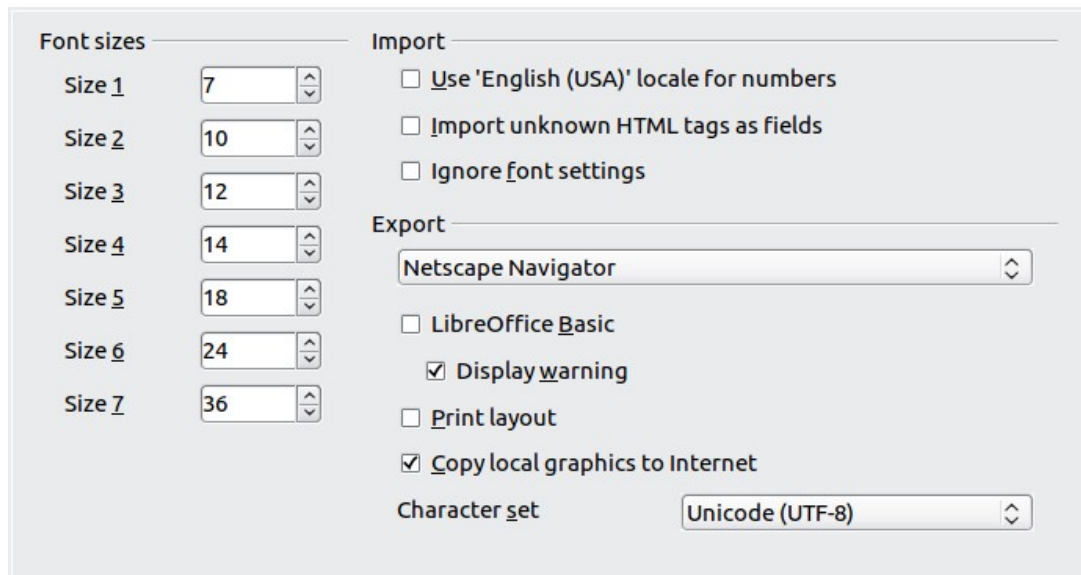 Font sizes
Size 1 7
Size 2 10
Size 3 12
Size 4 14
Size 5 18
Size 6 24
Size 7 36
Import
Use 'English (USA)' locale for numbers
Import unknown HTML tags as fields
Ignore font settings
Export
Netscape Navigator
LibreOffice Basic
Display warning
Print layout
Copy local graphics to Internet
Character set Unicode (UTF-8)